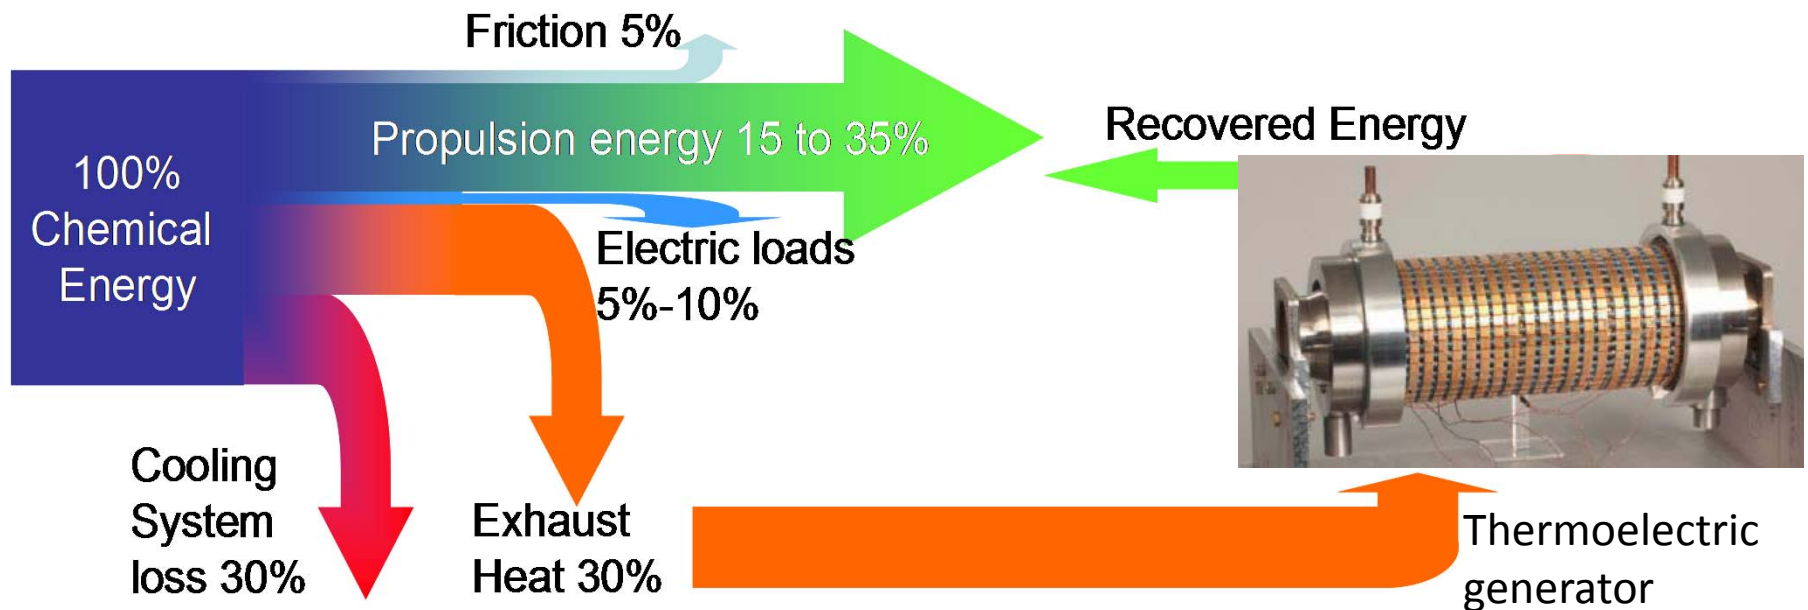 Friction 5%
Propulsion energy 15 to 35%
Recovered Energy
100%
Chemical
Energy
Electric loads
5%-10%
Cooling
System
loss 30%
Exhaust
Heat 30%
Thermoelectric
generator